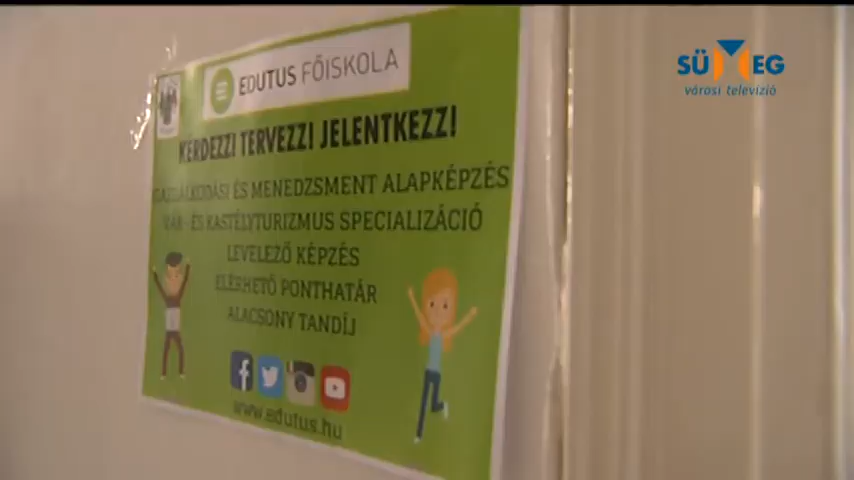 SÜMEG
városi televízió
EDUTUS FŐISKOLA
KÉRDEZZ! TERVEZZ! JELENTKEZZ!
GAZDÁLKODÁSI ÉS MENEDZSMENT ALAPKÉPZÉS
VÁR- ÉS KASTÉLYTURIZMUS SPECIALIZÁCIÓ
LEVELEZŐ KÉPZÉS
ELÉRHETŐ PONTHATÁR
ALACSONY TANDÍJ
www.edutus.hu